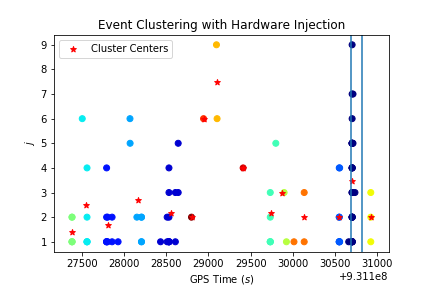 Event Clustering with Hardware Injection
Cluster Centers
9
8
7
6
5
4
3
2
1
j
27500 28000 28500 29000 29500 30000 30500 31000
GPS Time (s)
+9.311e8